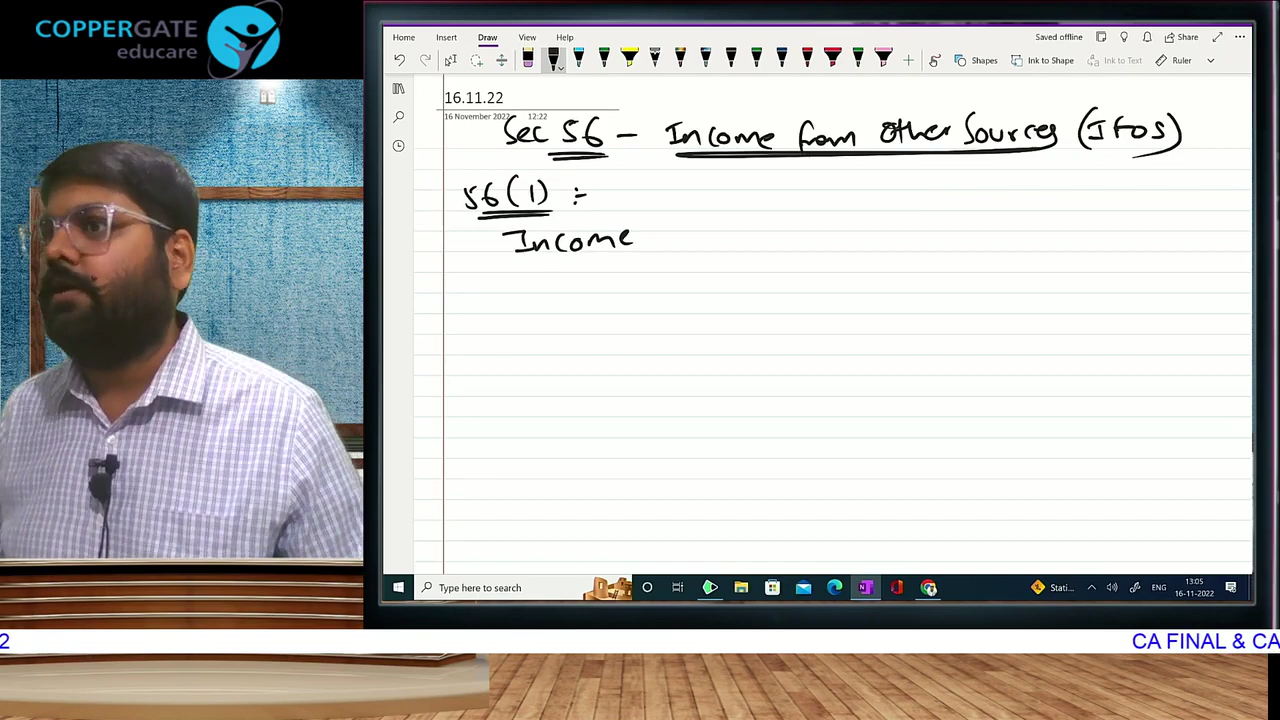 COPPERGATE
educare
Home Insert Draw View Help
Saved offline
Share
Shapes
Ink to Shape
Ink to Text
Ruler
16.11.22
16 November 2022 12:22
Sec 56 - Income from Other Sources (IFOS)
56(1) :-
Income
Type here to search
Stati...
ENG
13:05
16-11-2022
2
CA FINAL & CA